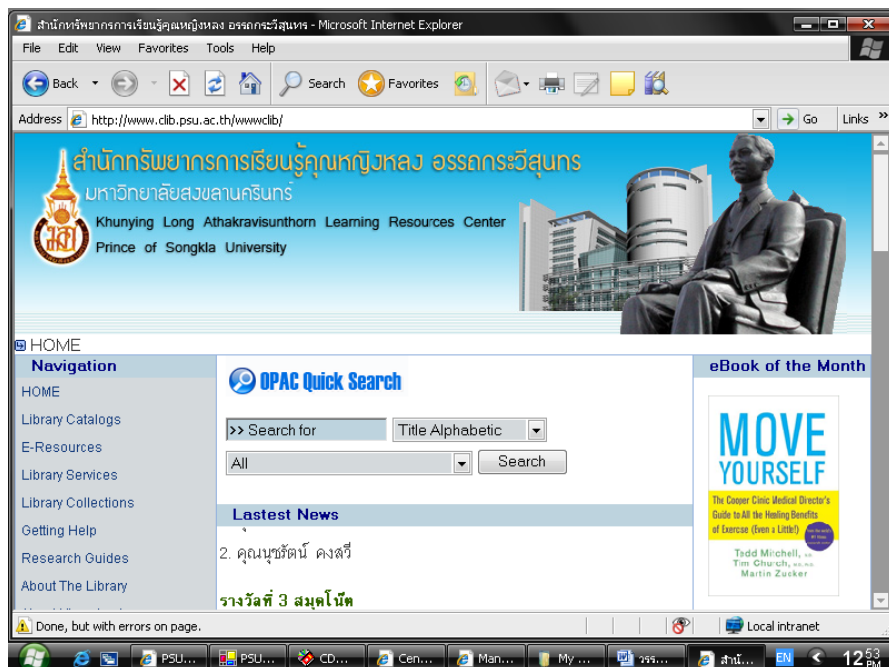 สำนักทรัพยากรการเรียนรู้คุณหญิงหลง อรรถกระวีสุนทร - Microsoft Internet Explorer
File Edit View Favorites Tools Help
Back Search Favorites
Address http://www.clib.psu.ac.th/wwwclib/ Go Links »
สำนักทรัพยากรการเรียนรู้คุณหญิงหลง อรรถกระวีสุนทร
มหาวิทยาลัยสงขลานครินทร์
Khunying Long Athakravisunthorn Learning Resources Center
Prince of Songkla University
HOME
Navigation
HOME
Library Catalogs
E-Resources
Library Services
Library Collections
Getting Help
Research Guides
About The Library
OPAC Quick Search
>> Search for Title Alphabetic
All Search
Lastest News
2. คุณนุชรัตน์ คงสวี
รางวัลที่ 3 สมุดโน๊ต
eBook of the Month
MOVE
YOURSELF
The Cooper Clinic Medical Director's
Guide to All the Healing Benefits
of Exercise (Even a Little!)
Tedd Mitchell,
Tim Church,
Martin Zucker
Done, but with errors on page. Local intranet
PSU... PSU... CD... Cen... Man... My ... วรร... สำนั... EN 12 53 PM